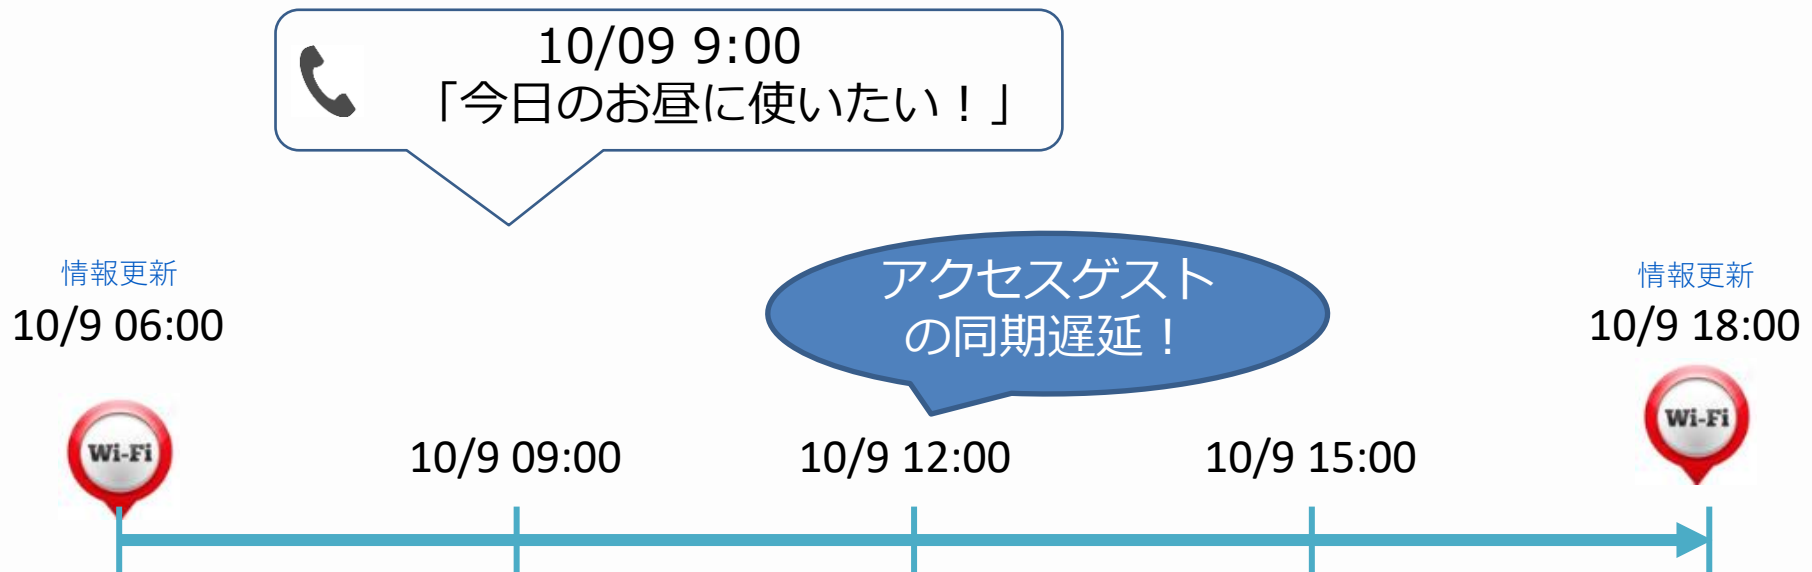 10/09 9:00
「今日のお昼に使いたい！」
アクセスゲスト
の同期遅延！
情報更新
10/9 06:00
情報更新
10/9 18:00
Wi-Fi
Wi-Fi
10/9 09:00
10/9 12:00
10/9 15:00